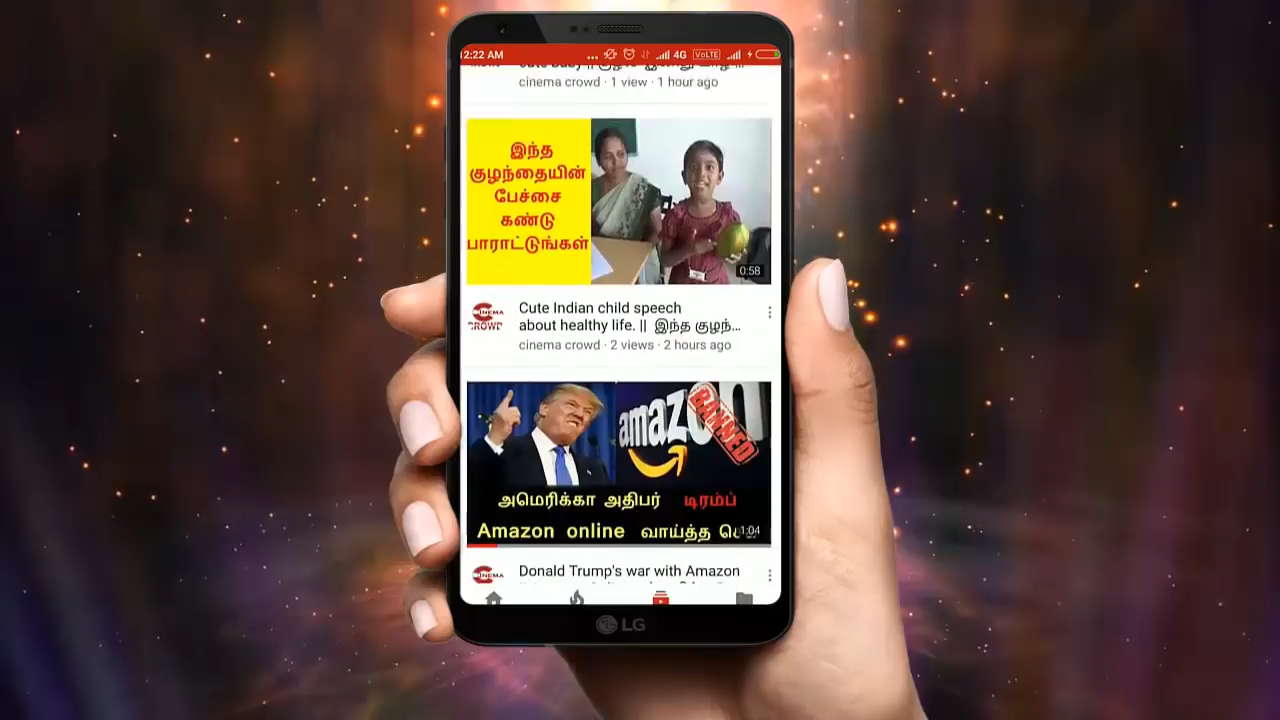 2:22 AM ... 4G VoLTE
cinema crowd · 1 view · 1 hour ago
இந்த
குழந்தையின்
பேச்சை
கண்டு
பாராட்டுங்கள்
0:58
CINEMA
CROWD
Cute Indian child speech
about healthy life. || இந்த குழந்...
cinema crowd · 2 views · 2 hours ago
amazon
BANNED
அமெரிக்கா அதிபர் டிரம்ப்
Amazon online வாய்த்த
1:04
CINEMA
Donald Trump's war with Amazon
LG